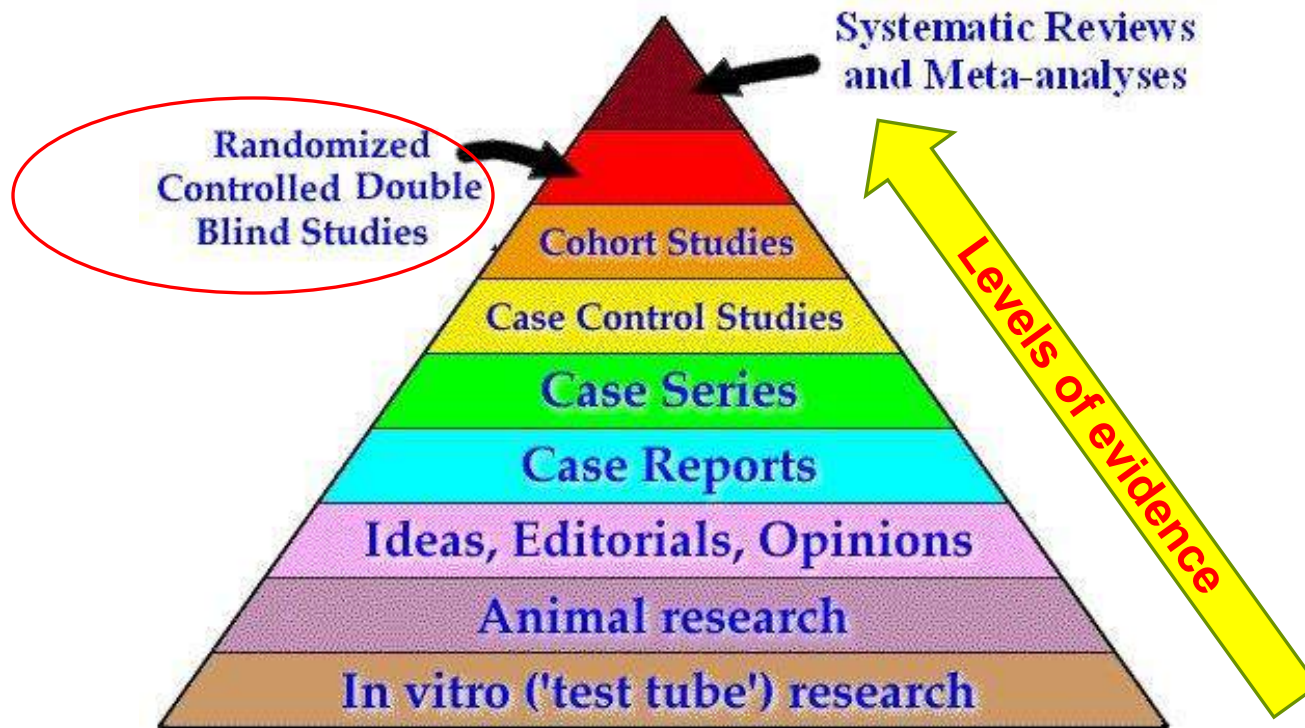 Systematic Reviews
and Meta-analyses
Randomized
Controlled Double
Blind Studies
Cohort Studies
Case Control Studies
Case Series
Case Reports
Ideas, Editorials, Opinions
Animal research
In vitro ('test tube') research
Levels of evidence